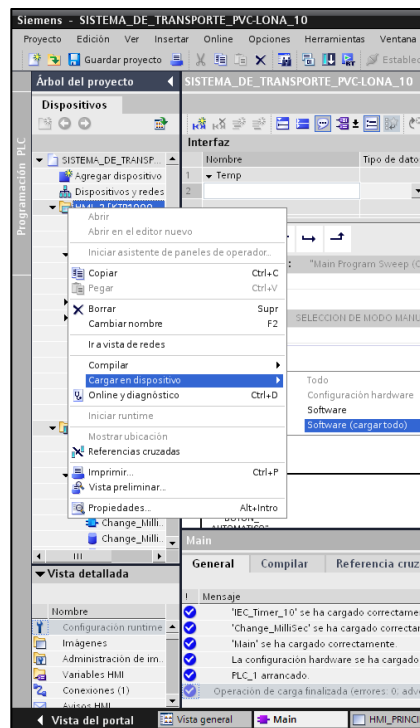 Siemens - SISTEMA_DE_TRANSPORTE_PVC-LONA_10
Proyecto Edición Ver Insertar Online Opciones Herramientas Ventana
Guardar proyecto Establec
Árbol del proyecto
SISTEMA_DE_TRANSPORTE_PVC-LONA_10
Dispositivos
Programación PLC
Interfaz
Nombre Tipo de dato
1 Temp
2
SISTEMA_DE_TRANSP...
Agregar dispositivo
Dispositivos y redes
Abrir
Abrir en el editor nuevo
Iniciar asistente de paneles de operador...
Copiar Ctrl+C
Pegar Ctrl+V
Borrar Supr
Cambiar nombre F2
Ir a vista de redes
Compilar
Cargar en dispositivo
Online y diagnóstico Ctrl+D
Iniciar runtime
Mostrar ubicación
Referencias cruzadas
Imprimir... Ctrl+P
Vista preliminar...
Propiedades... Alt+Intro
"Main Program Sweep (C
SELECCION DE MODO MANU
Todo
Configuración hardware
Software
Software (cargar todo)
Change_Milli...
Change_Milli...
AUTOMATICO"
Main
General Compilar Referencia cruz
! Mensaje
'IEC_Timer_10' se ha cargado correctame
'Change_MilliSec' se ha cargado correctam
'Main' se ha cargado correctamente.
La configuración hardware se ha cargado
PLC_1 arrancado.
Operación de carga finalizada (errores: 0; adve
Vista detallada
Nombre
Configuración runtime
Imágenes
Administración de im...
Variables HMI
Conexiones (1)
Avisos HMI
Vista del portal Vista general Main HMI_PRINC